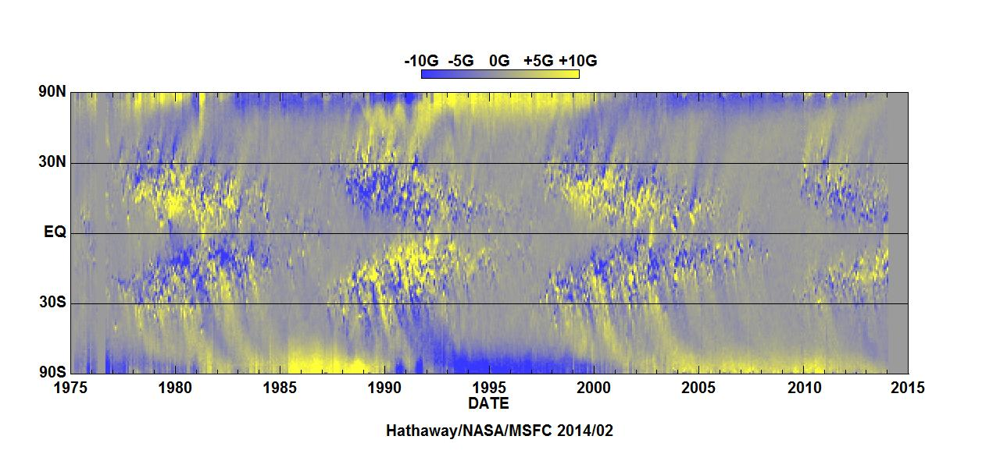 -10G -5G 0G +5G +10G
90N
30N
EQ
30S
90S
1975 1980 1985 1990 1995 2000 2005 2010 2015
DATE
Hathaway/NASA/MSFC 2014/02